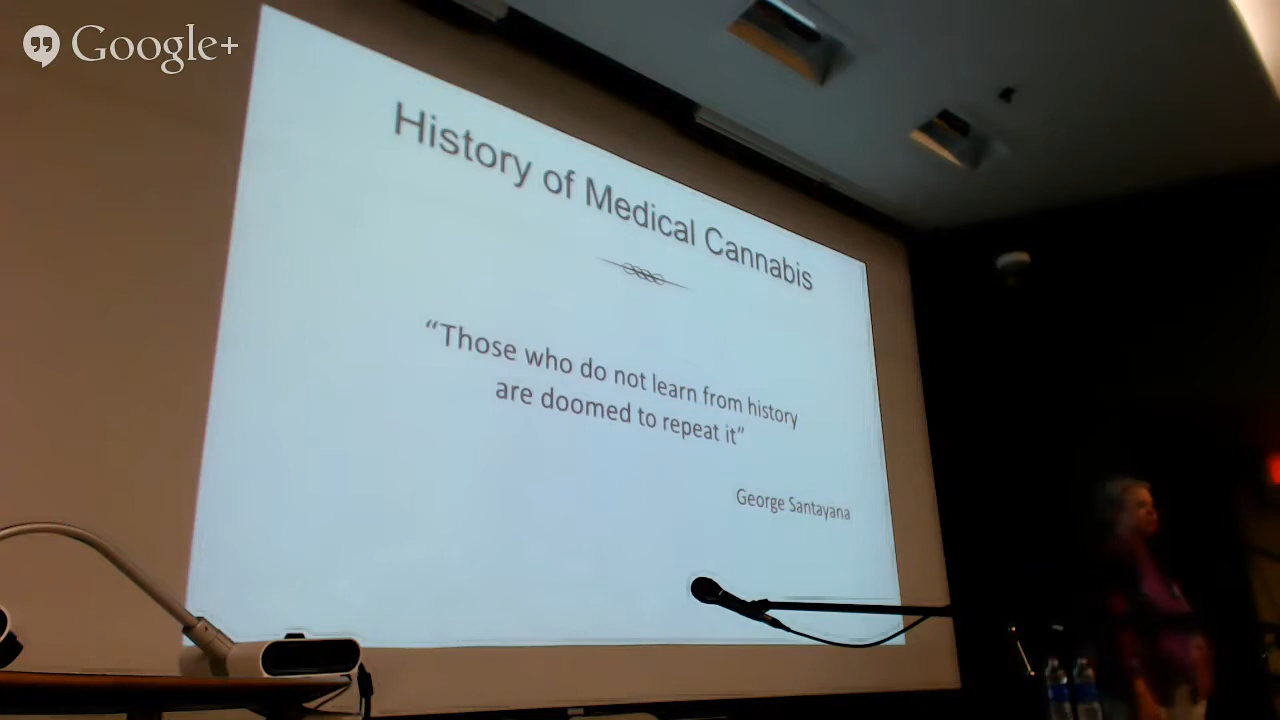 Google+
History of Medical Cannabis
“Those who do not learn from history
are doomed to repeat it”
George Santayana